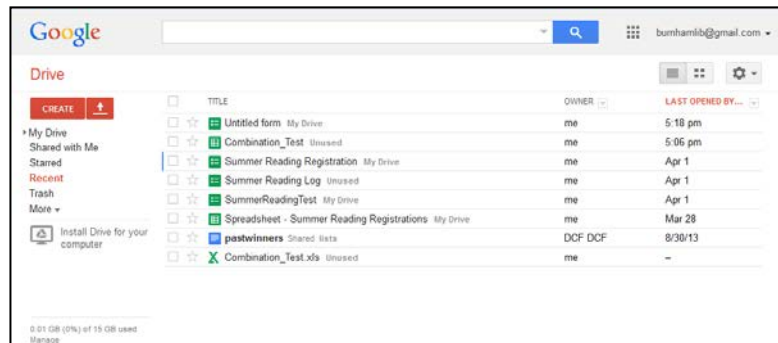 Google
burnhamlib@gmail.com
Drive
CREATE
My Drive
Shared with Me
Starred
Recent
Trash
More
Install Drive for your
computer
0.01 GB (0%) of 15 GB used
Manage
TITLE OWNER LAST OPENED BY...
Untitled form My Drive me 5:18 pm
Combination_Test Unused me 5:06 pm
Summer Reading Registration My Drive me Apr 1
Summer Reading Log Unused me Apr 1
SummerReadingTest My Drive me Apr 1
Spreadsheet - Summer Reading Registrations My Drive me Mar 28
pastwinners Shared lists DCF DCF 8/30/13
Combination_Test.xls Unused me –